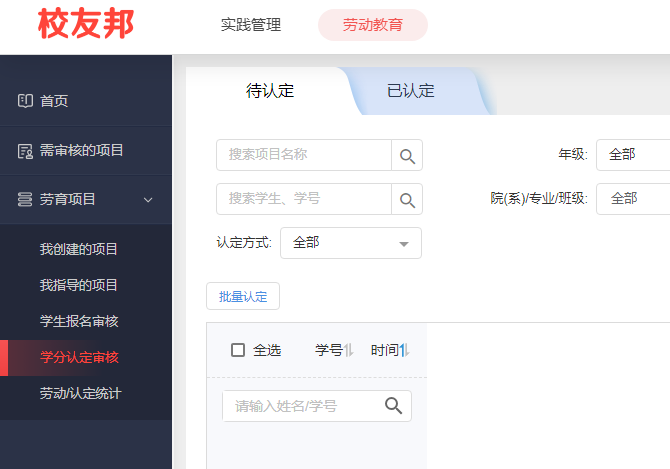 校友邦
实践管理
劳动教育
首页
需审核的项目
劳育项目
我创建的项目
我指导的项目
学生报名审核
学分认定审核
劳动/认定统计
待认定
已认定
搜索项目名称
年级:
全部
搜索学生、学号
院(系)/专业/班级:
全部
认定方式:
全部
批量认定
全选
学号
时间
请输入姓名/学号